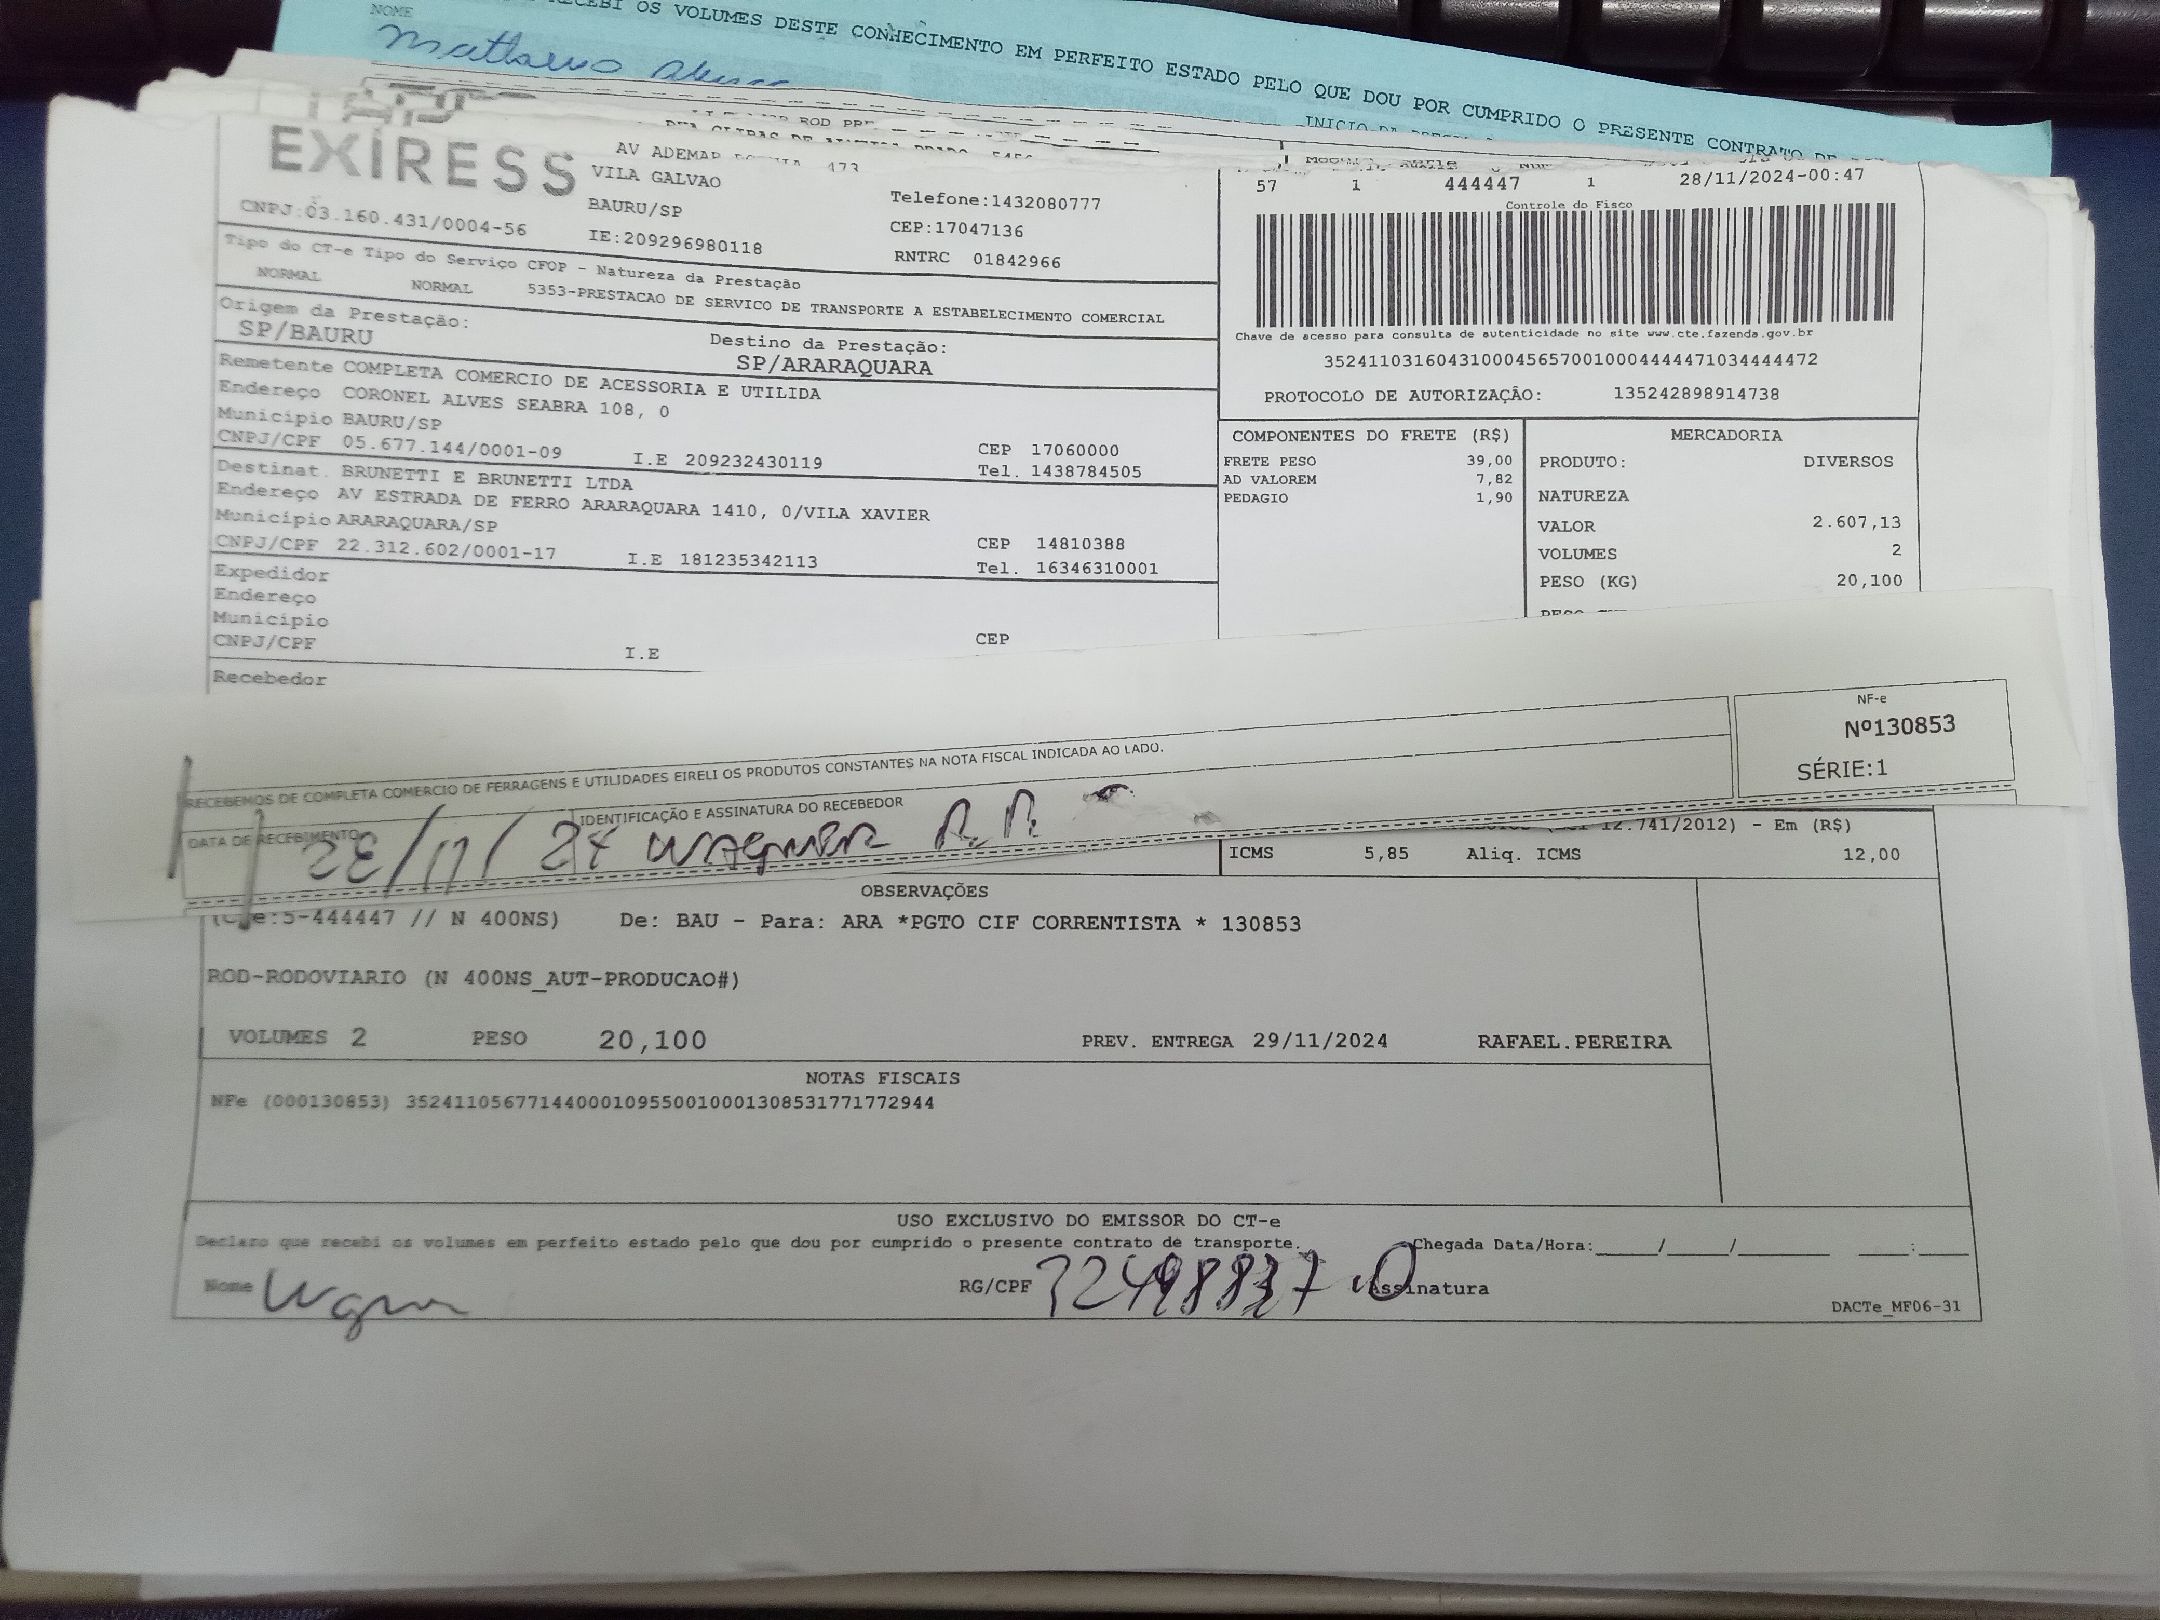 NOME
RECEBI OS VOLUMES DESTE CONHECIMENTO EM PERFEITO ESTADO PELO QUE DOU POR CUMPRIDO O PRESENTE CONTRATO DE
EXIRESS
AV ADEMAR 473
VILA GALVAO
BAURU/SP
Telefone:1432080777
CEP:17047136
CNPJ:03.160.431/0004-56
IE:209296980118
RNTRC 01842966
57 1 444447 1 28/11/2024-00:47
Controle do Fisco
Chave de acesso para consulta de autenticidade no site www.cte.fazenda.gov.br
35241103160431000456570010004444471034444472
PROTOCOLO DE AUTORIZAÇÃO: 135242898914738
Tipo do CT-e Tipo do Serviço CFOP - Natureza da Prestação
NORMAL NORMAL 5353-PRESTACAO DE SERVICO DE TRANSPORTE A ESTABELECIMENTO COMERCIAL
Origem da Prestação: Destino da Prestação:
SP/BAURU SP/ARARAQUARA
Remetente COMPLETA COMERCIO DE ACESSORIA E UTILIDA
Endereço CORONEL ALVES SEABRA 108, 0
Município BAURU/SP CEP 17060000
CNPJ/CPF 05.677.144/0001-09 I.E 209232430119 Tel. 1438784505
Destinat. BRUNETTI E BRUNETTI LTDA
Endereço AV ESTRADA DE FERRO ARARAQUARA 1410, 0/VILA XAVIER
Município ARARAQUARA/SP CEP 14810388
CNPJ/CPF 22.312.602/0001-17 I.E 181235342113 Tel. 16346310001
Expedidor
Endereço
Município
CNPJ/CPF I.E CEP
Recebedor
COMPONENTES DO FRETE (R$)
FRETE PESO 39,00
AD VALOREM 7,82
PEDAGIO 1,90
MERCADORIA
PRODUTO: DIVERSOS
NATUREZA
VALOR 2.607,13
VOLUMES 2
PESO (KG) 20,100
RECEBEMOS DE COMPLETA COMERCIO DE FERRAGENS E UTILIDADES EIRELI OS PRODUTOS CONSTANTES NA NOTA FISCAL INDICADA AO LADO.
NF-e
Nº130853
SÉRIE:1
DATA DE RECEBIMENTO IDENTIFICAÇÃO E ASSINATURA DO RECEBEDOR
28/11/24 WAGNER
12.741/2012) - Em (R$)
ICMS 5,85 Aliq. ICMS 12,00
OBSERVAÇÕES
e:5-444447 // N 400NS) De: BAU - Para: ARA *PGTO CIF CORRENTISTA * 130853
ROD-RODOVIARIO (N 400NS_AUT-PRODUCAO#)
VOLUMES 2 PESO 20,100 PREV. ENTREGA 29/11/2024 RAFAEL.PEREIRA
NOTAS FISCAIS
NFe (000130853) 35241105677144000109550010001308531771772944
USO EXCLUSIVO DO EMISSOR DO CT-e
Declaro que recebi os volumes em perfeito estado pelo que dou por cumprido o presente contrato de transporte. Chegada Data/Hora:_____/_____/________ ____:____
Nome RG/CPF Assinatura
DACTe_MF06-31